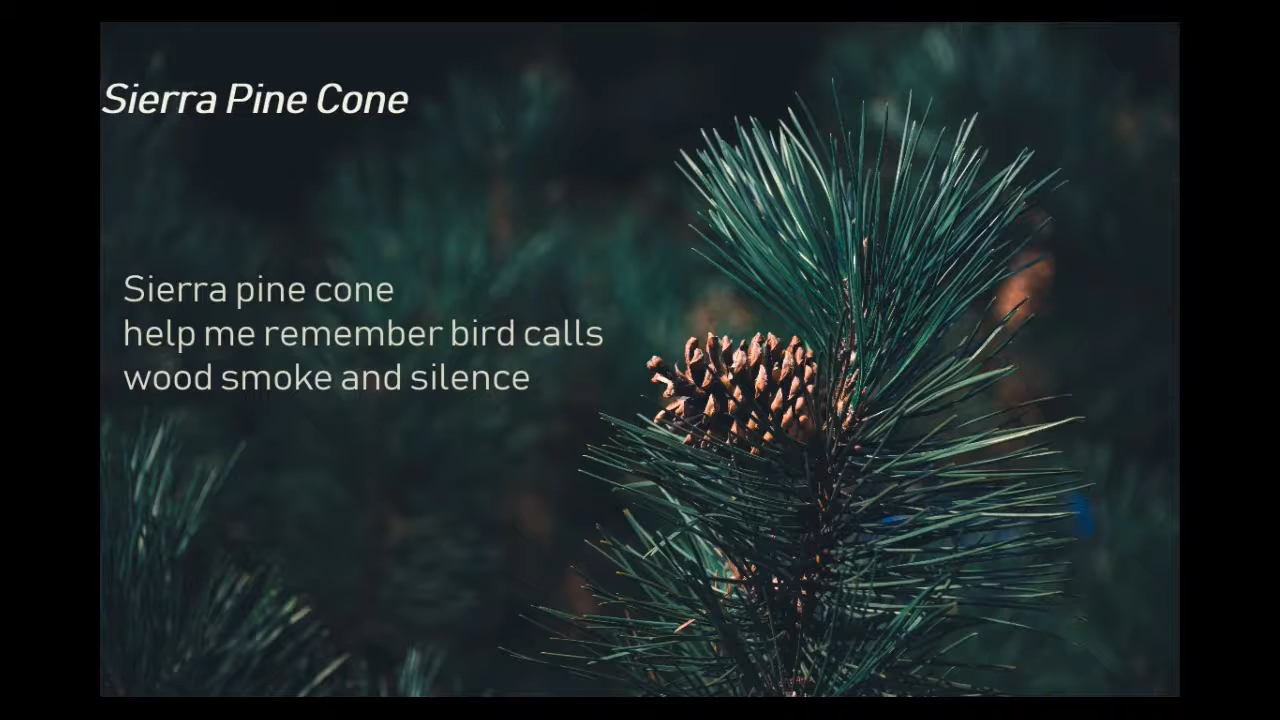 Sierra Pine Cone
Sierra pine cone
help me remember bird calls
wood smoke and silence